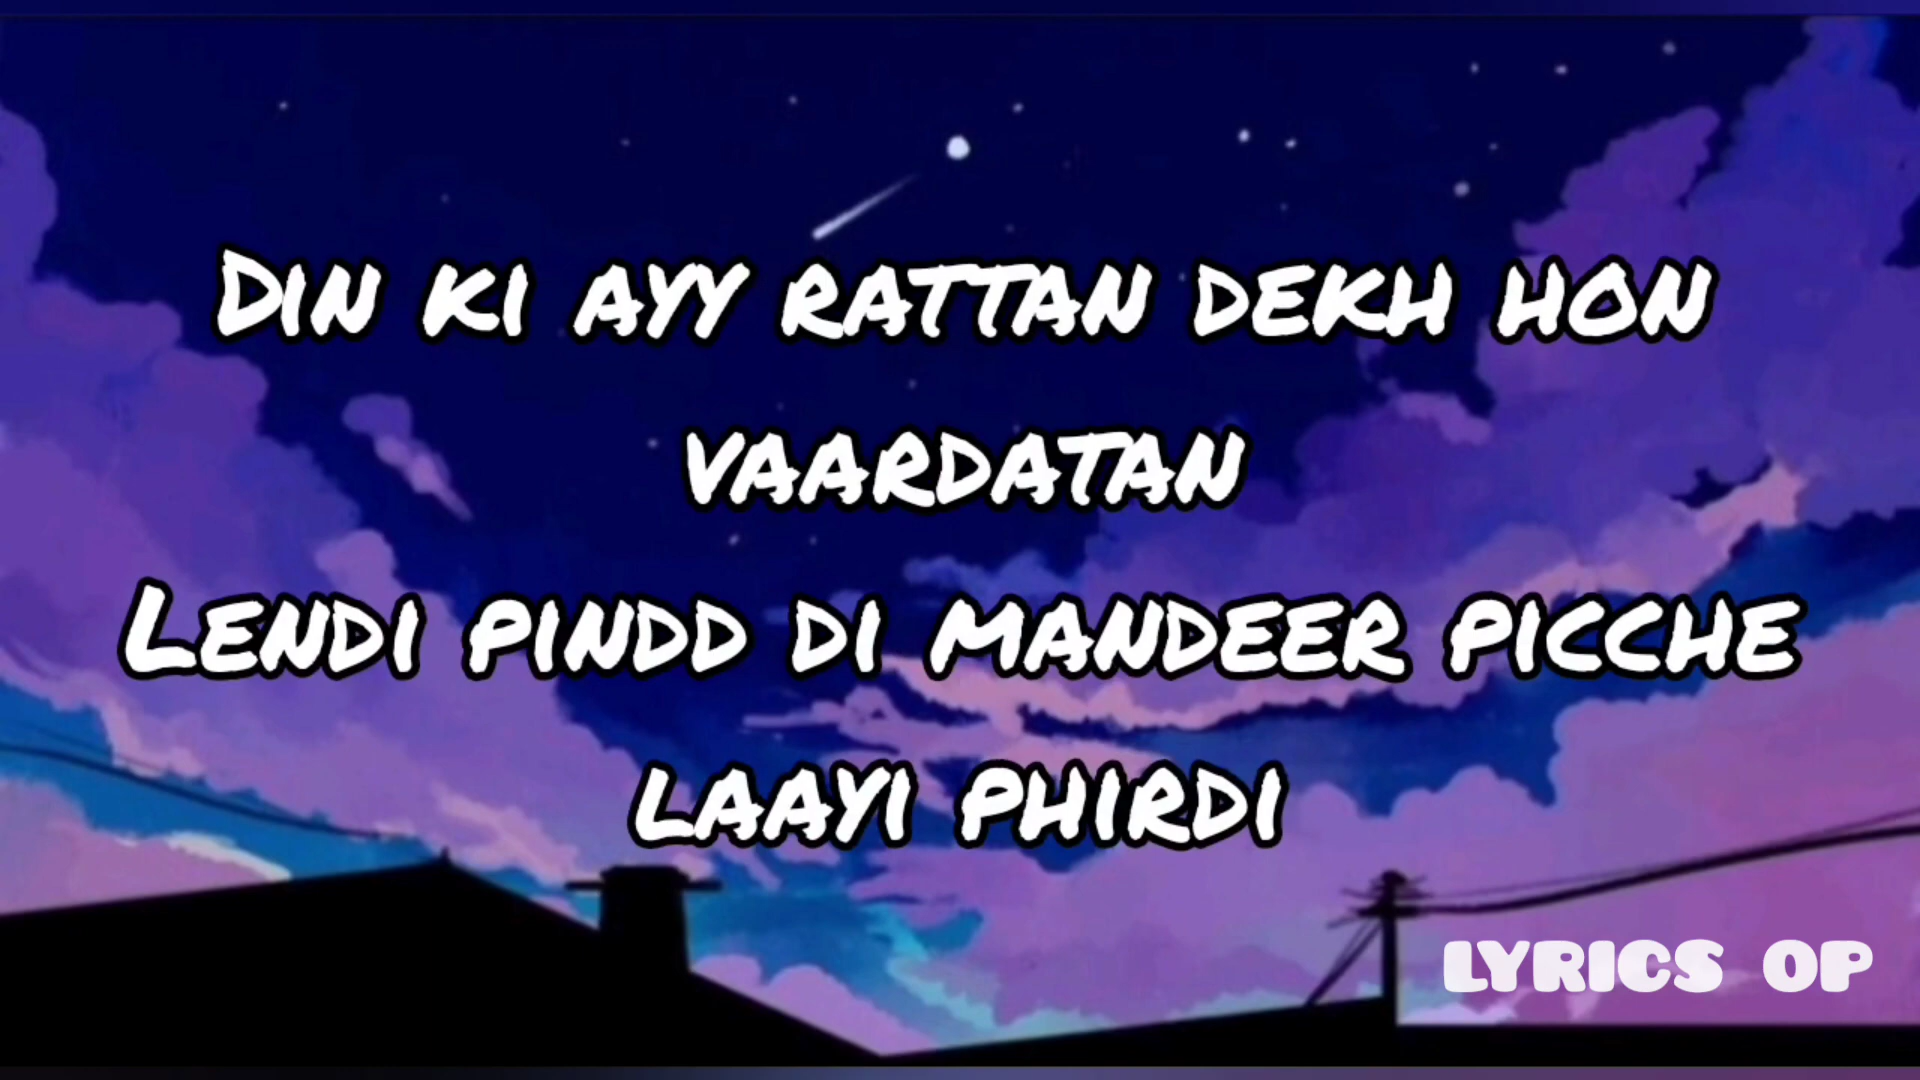 Din ki ayy rattan dekh hon
vaardatan
Lendi pindd di mandeer picche
laayi phirdi
LYRICS OP